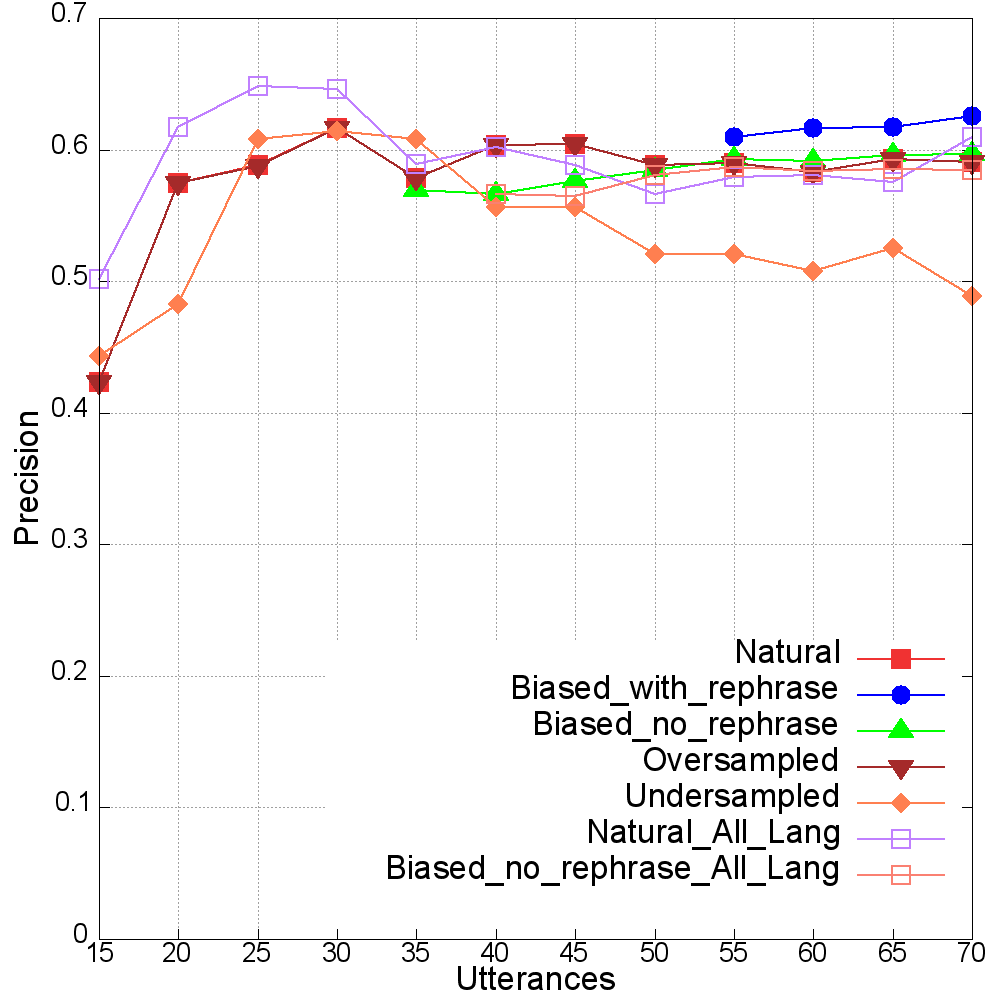 0.7
0.6
0.5
0.4
0.3
0.2
0.1
0
Precision
Natural
Biased_with_rephrase
Biased_no_rephrase
Oversampled
Undersampled
Natural_All_Lang
Biased_no_rephrase_All_Lang
15 20 25 30 35 40 45 50 55 60 65 70
Utterances